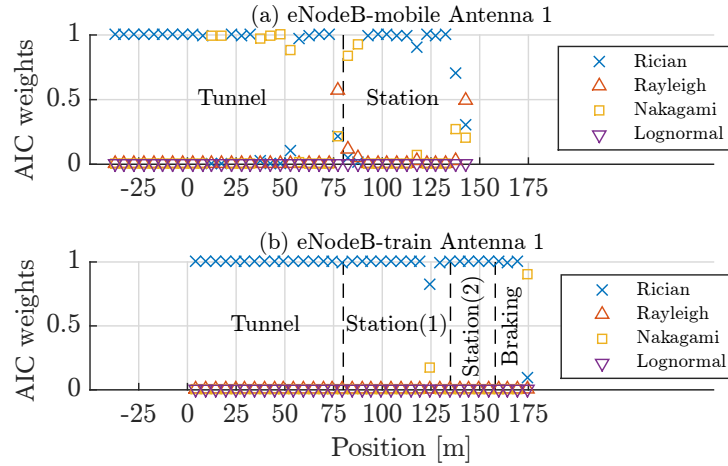 (a) eNodeB-mobile Antenna 1
AIC weights
1
0.5
0
Tunnel
Station
-25 0 25 50 75 100 125 150 175
Rician
Rayleigh
Nakagami
Lognormal
(b) eNodeB-train Antenna 1
AIC weights
1
0.5
0
Tunnel
Station(1)
Station(2)
Braking
-25 0 25 50 75 100 125 150 175
Position [m]
Rician
Rayleigh
Nakagami
Lognormal